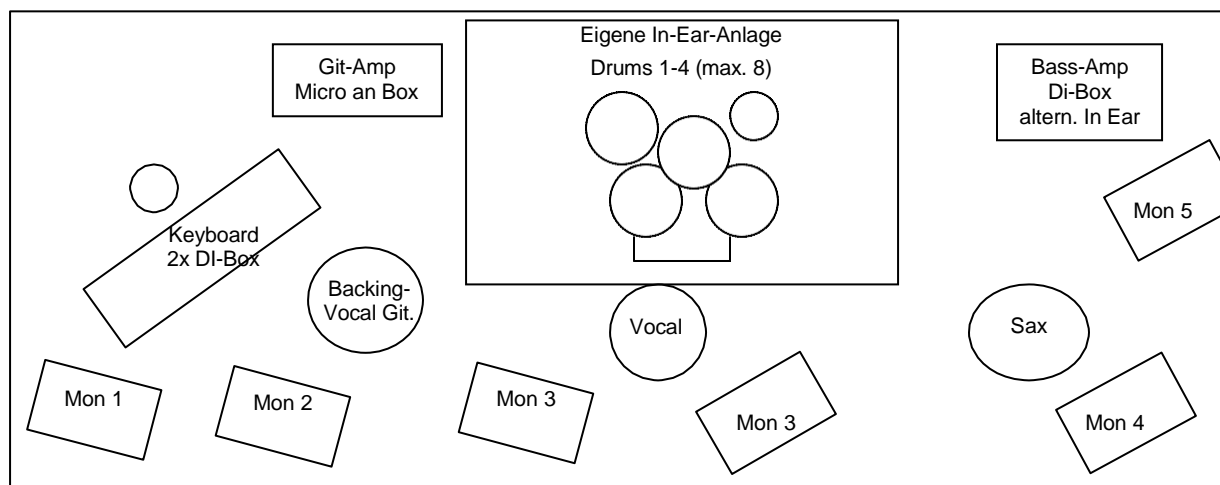 Eigene In-Ear-Anlage
Drums 1-4 (max. 8)
Git-Amp
Micro an Box
Bass-Amp
Di-Box
altern. In Ear
Mon 5
Keyboard
2x DI-Box
Backing-
Vocal Git.
Vocal
Sax
Mon 1
Mon 2
Mon 3
Mon 3
Mon 4